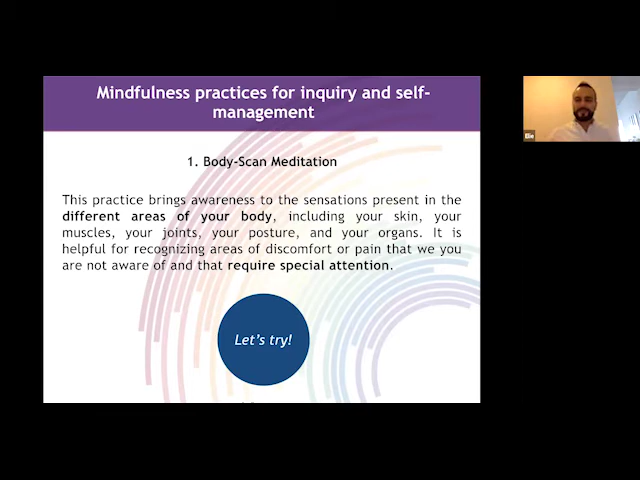 Mindfulness practices for inquiry and self-
management
1. Body-Scan Meditation
This practice brings awareness to the sensations present in the
different areas of your body, including your skin, your
muscles, your joints, your posture, and your organs. It is
helpful for recognizing areas of discomfort or pain that we you
are not aware of and that require special attention.
Let's try!
Elie